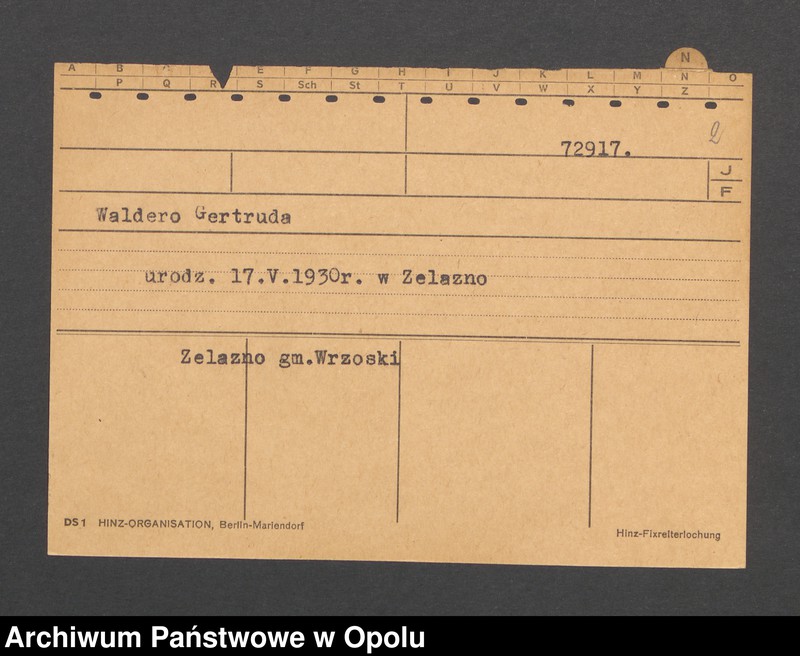 N
A B E F G H I J K L M N O
P Q R S Sch St T U V W X Y Z
2
72917.
J
F
Waldero Gertruda
urodz. 17.V.1930r. w Zelazno
Zelazno gm.Wrzoski
DS1 HINZ-ORGANISATION, Berlin-Mariendorf
Hinz-Fixreiterlochung
Archiwum Państwowe w Opolu